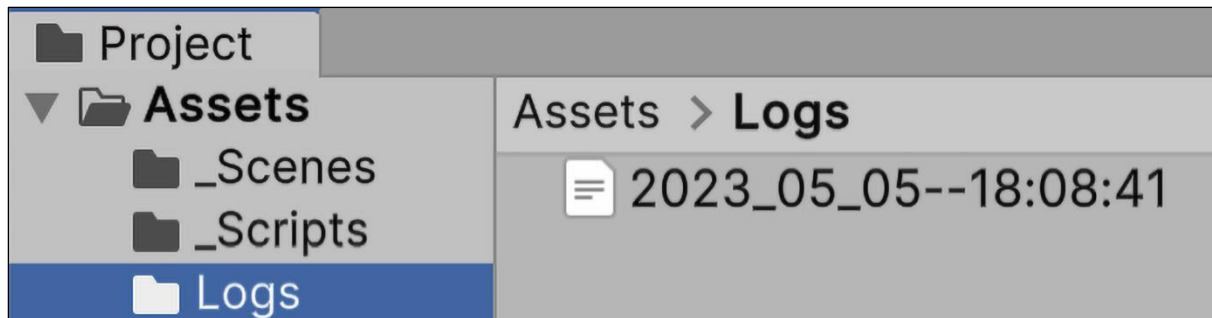 Project
Assets
_Scenes
_Scripts
Logs
Assets > Logs
2023_05_05--18:08:41